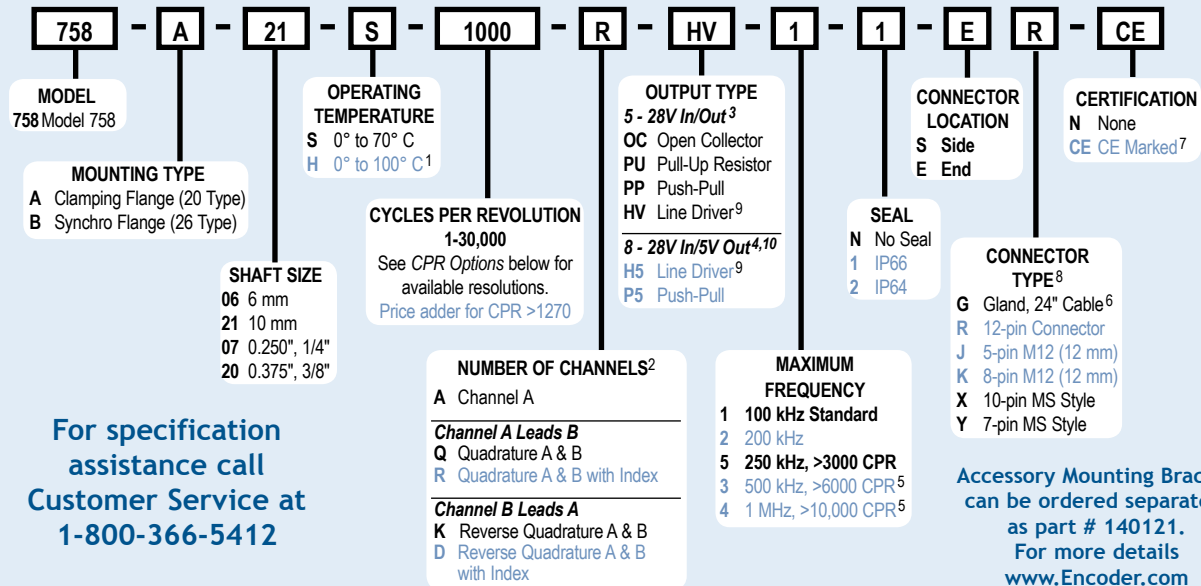 758 - A - 21 - S - 1000 - R - HV - 1 - 1 - E R - CE
MODEL
758 Model 758
MOUNTING TYPE
A Clamping Flange (20 Type)
B Synchro Flange (26 Type)
SHAFT SIZE
06 6 mm
21 10 mm
07 0.250", 1/4"
20 0.375", 3/8"
OPERATING
TEMPERATURE
S 0° to 70° C
H 0° to 100° C1
CYCLES PER REVOLUTION
1-30,000
See CPR Options below for
available resolutions.
Price adder for CPR >1270
NUMBER OF CHANNELS2
A Channel A
Channel A Leads B
Q Quadrature A & B
R Quadrature A & B with Index
Channel B Leads A
K Reverse Quadrature A & B
D Reverse Quadrature A & B
with Index
OUTPUT TYPE
5 - 28V In/Out3
OC Open Collector
PU Pull-Up Resistor
PP Push-Pull
HV Line Driver9
8 - 28V In/5V Out4,10
H5 Line Driver9
P5 Push-Pull
MAXIMUM
FREQUENCY
1 100 kHz Standard
2 200 kHz
5 250 kHz, >3000 CPR
3 500 kHz, >6000 CPR5
4 1 MHz, >10,000 CPR5
SEAL
N No Seal
1 IP66
2 IP64
CONNECTOR
LOCATION
S Side
E End
CONNECTOR
TYPE8
G Gland, 24" Cable6
R 12-pin Connector
J 5-pin M12 (12 mm)
K 8-pin M12 (12 mm)
X 10-pin MS Style
Y 7-pin MS Style
CERTIFICATION
N None
CE CE Marked7
For specification
assistance call
Customer Service at
1-800-366-5412
Accessory Mounting
can be ordered
as part # 140121.
For more details
www.Encoder.com